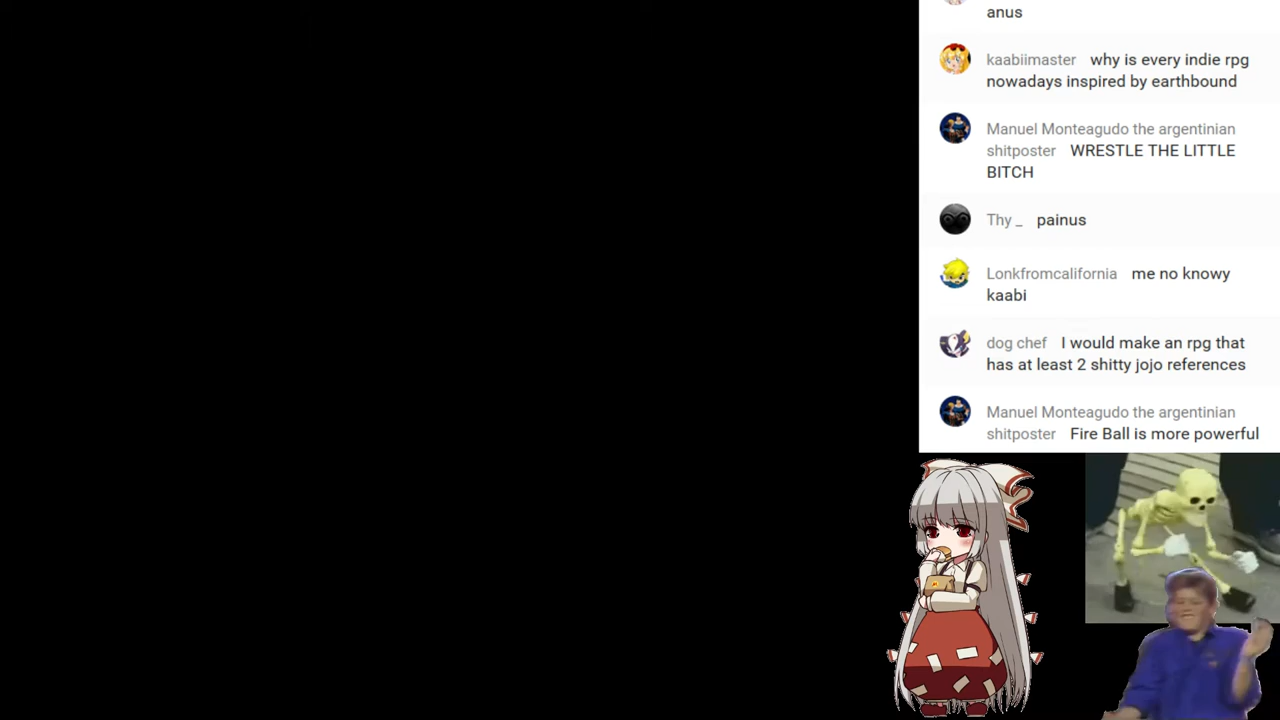 anus
kaabiimaster why is every indie rpg
nowadays inspired by earthbound
Manuel Monteagudo the argentinian
shitposter WRESTLE THE LITTLE
BITCH
Thy _ painus
Lonkfromcalifornia me no knowy
kaabi
dog chef I would make an rpg that
has at least 2 shitty jojo references
Manuel Monteagudo the argentinian
shitposter Fire Ball is more powerful